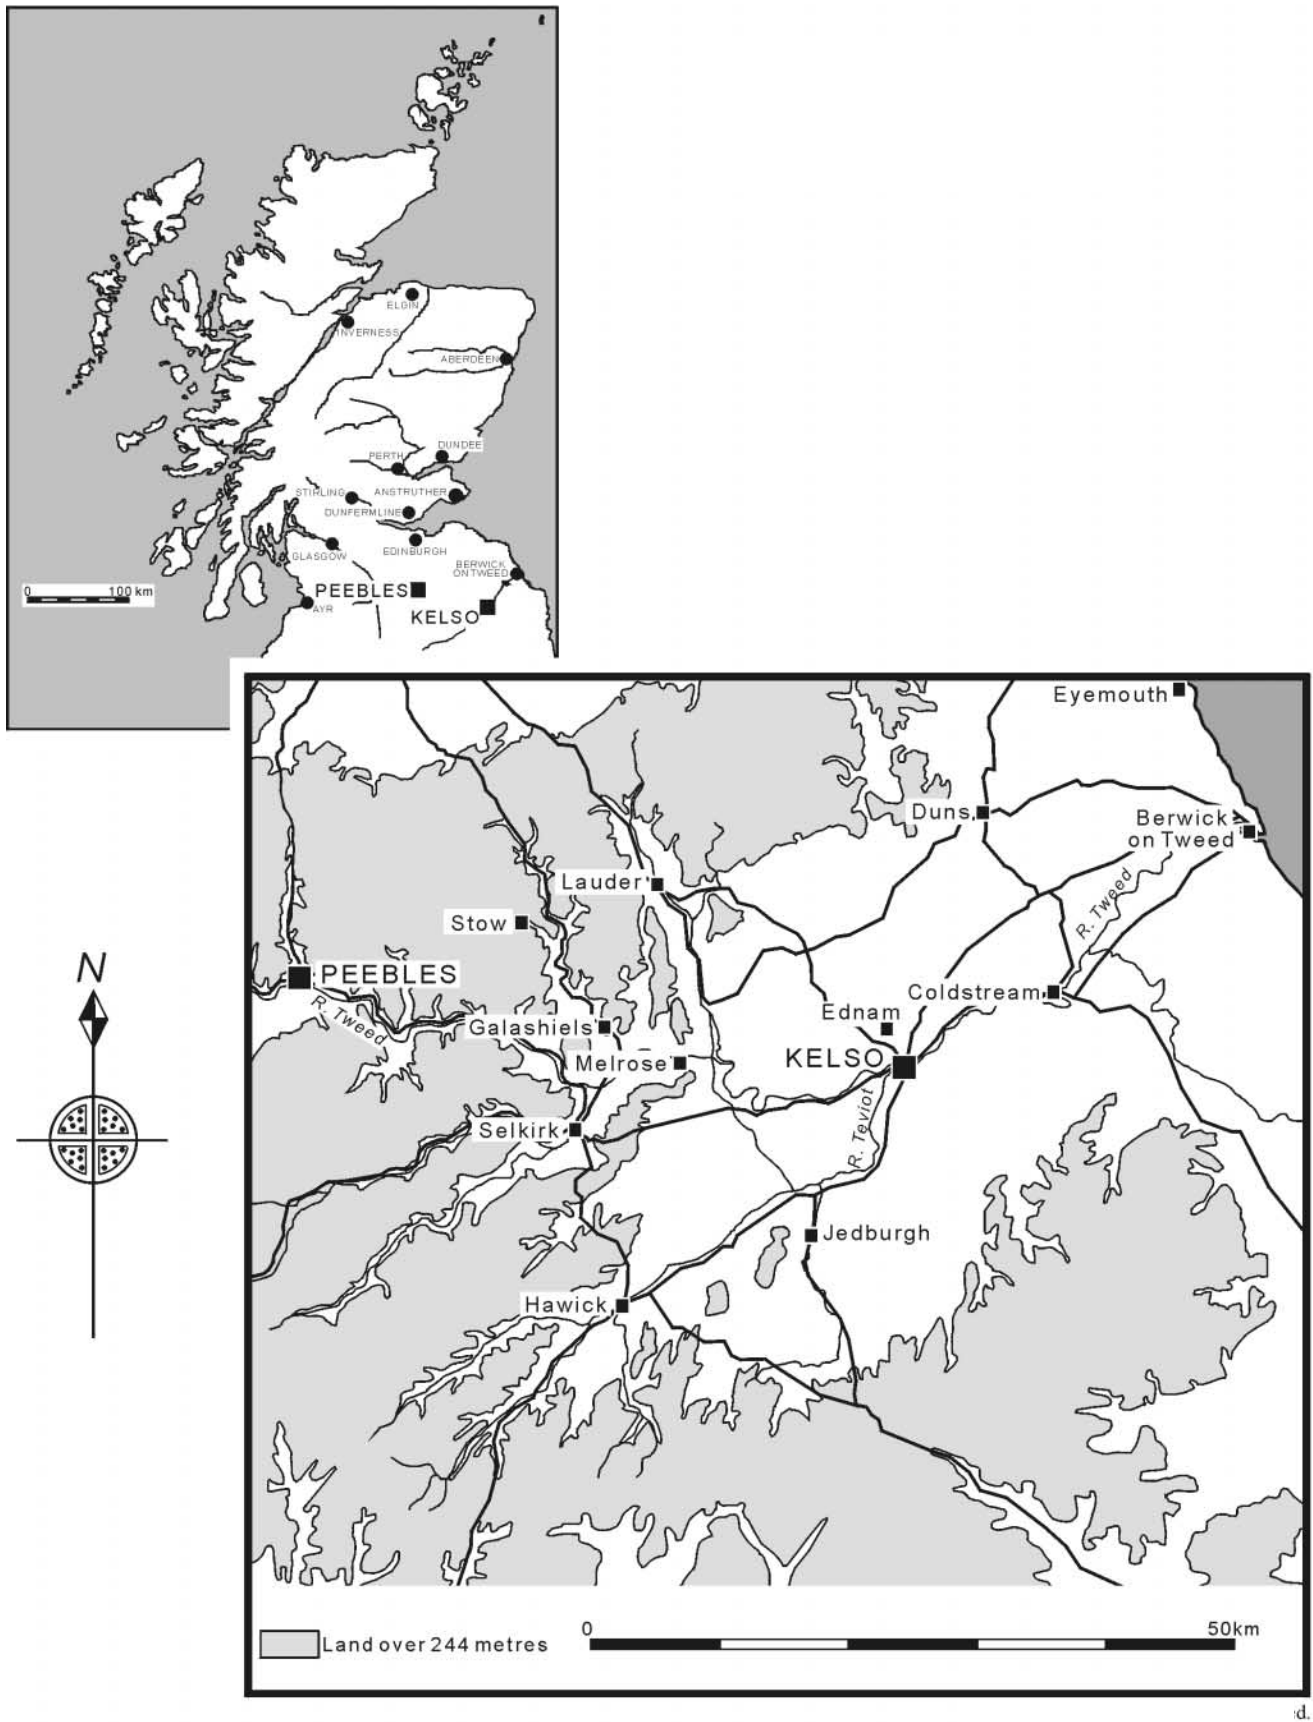 ELGIN
INVERNESS
ABERDEEN
DUNDEE
PERTH
STIRLING
ANSTRUTHER
DUNFERMLINE
EDINBURGH
GLASGOW
BERWICK
ON TWEED
PEEBLES
KELSO
AYR
0 100 km
Eyemouth
Duns
Berwick
on Tweed
Lauder
R. Tweed
Stow
N
PEEBLES
R. Tweed
Coldstream
Ednam
Galashiels
KELSO
Melrose
R. Teviot
Selkirk
Jedburgh
Hawick
Land over 244 metres
0 50km
d.